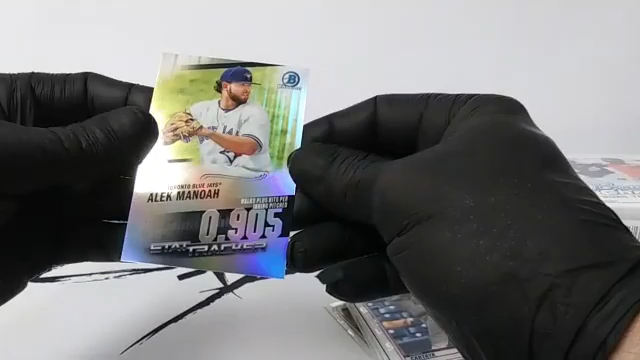 B
TORONTO BLUE JAYS®
ALEK MANOAH
WALKS PLUS HITS PER
INNING PITCHED
0.905
STAT TRACKER